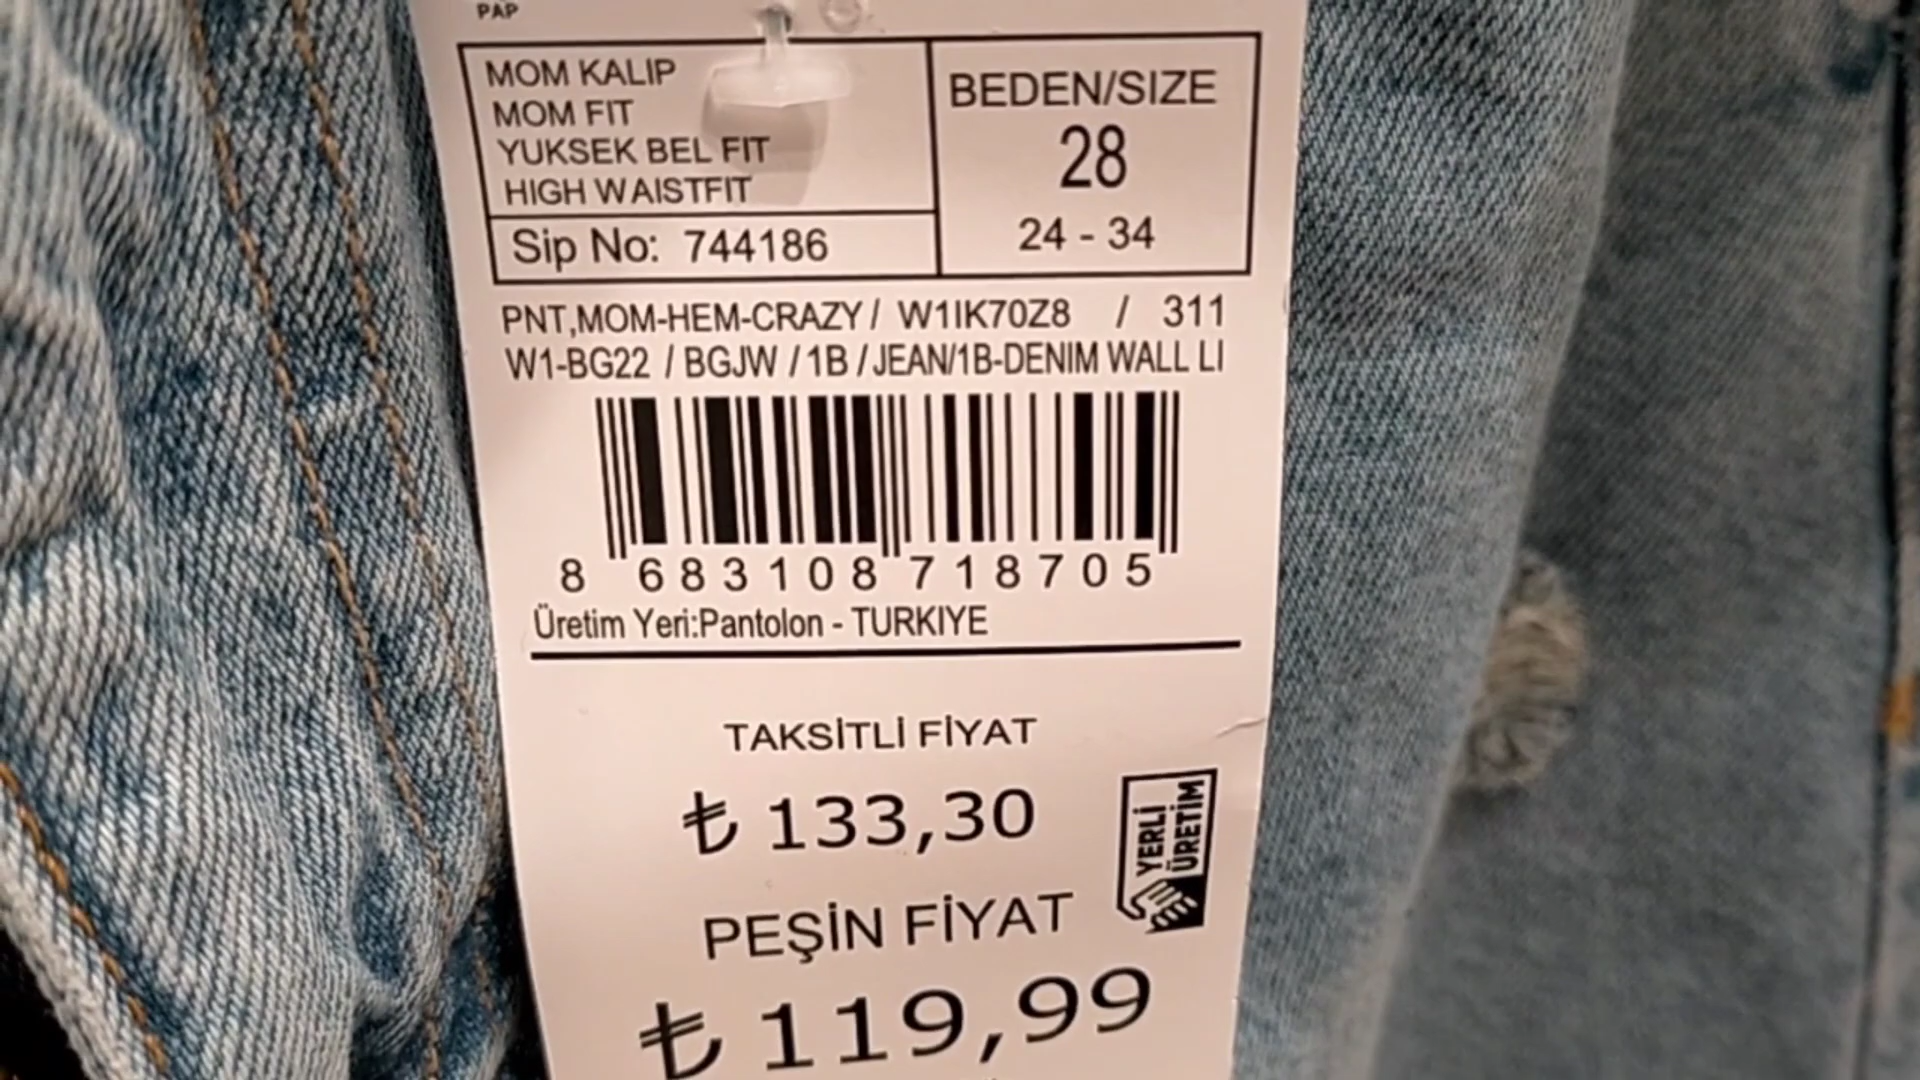 PAP
MOM KALIP
MOM FIT
YUKSEK BEL FIT
HIGH WAISTFIT
Sip No: 744186
BEDEN/SIZE
28
24 - 34
PNT,MOM-HEM-CRAZY / W1IK70Z8 / 311
W1-BG22 / BGJW / 1B / JEAN/1B-DENIM WALL LI
8 683108 718705
Üretim Yeri:Pantolon - TURKIYE
TAKSİTLİ FİYAT
₺ 133,30
YERLİ
ÜRETİM
PEŞİN FİYAT
₺ 119,99